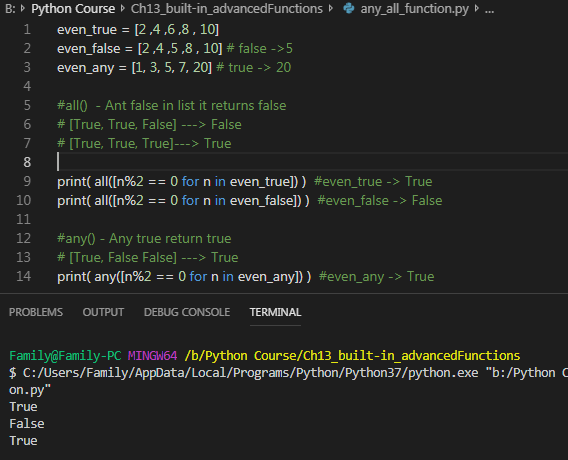 B: > Python Course > Ch13_built-in_advancedFunctions > any_all_function.py > ...
1 even_true = [2 ,4 ,6 ,8 , 10]
2 even_false = [2 ,4 ,5 ,8 , 10] # false ->5
3 even_any = [1, 3, 5, 7, 20] # true -> 20
4
5 #all() - Ant false in list it returns false
6 # [True, True, False] ---> False
7 # [True, True, True]---> True
8
9 print( all([n%2 == 0 for n in even_true]) ) #even_true -> True
10 print( all([n%2 == 0 for n in even_false]) ) #even_false -> False
11
12 #any() - Any true return true
13 # [True, False False] ---> True
14 print( any([n%2 == 0 for n in even_any]) ) #even_any -> True
PROBLEMS OUTPUT DEBUG CONSOLE TERMINAL
Family@Family-PC MINGW64 /b/Python Course/Ch13_built-in_advancedFunctions
$ C:/Users/Family/AppData/Local/Programs/Python/Python37/python.exe "b:/Python C
on.py"
True
False
True